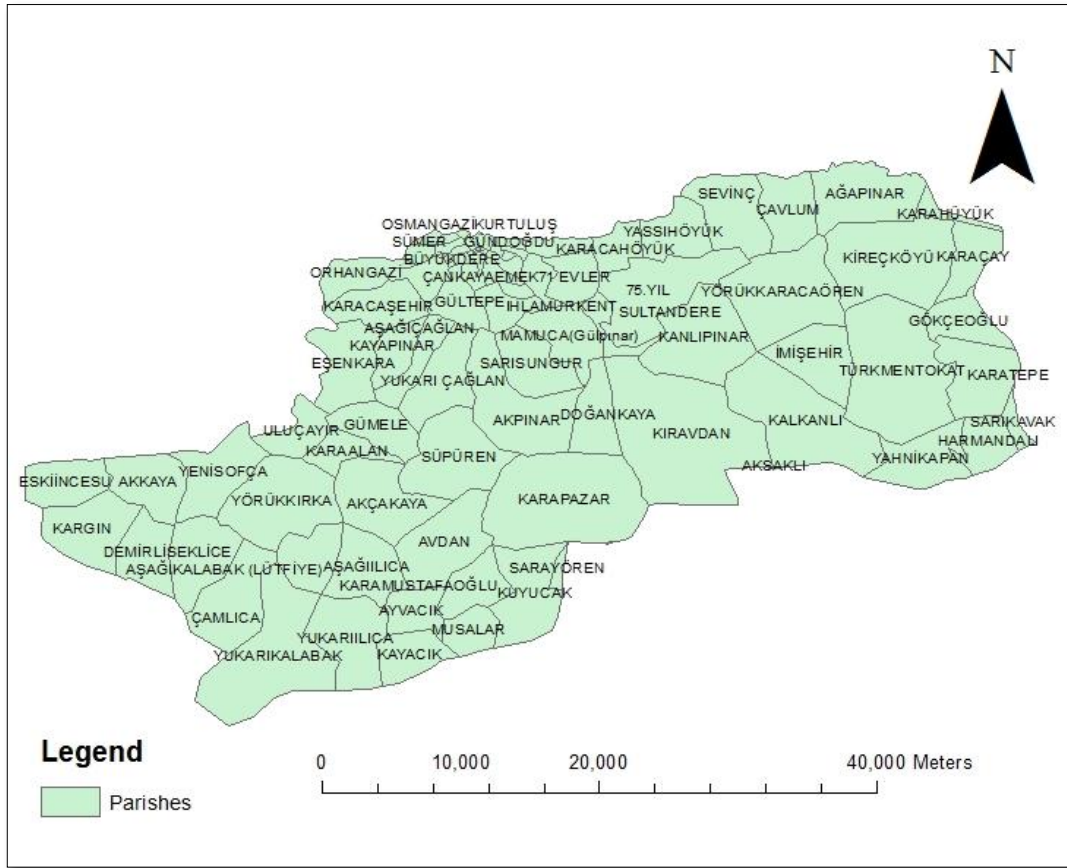 N
SEVİNÇ
AĞAPINAR
ÇAVLUM
KARAHÜYÜK
OSMANGAZİ
KURTULUŞ
YASSIHÖYÜK
SÜMER
GÜNDOĞDU
KARACAHÖYÜK
KİREÇKÖYÜ
KARAÇAY
BÜYÜKDERE
ORHANGAZİ
ÇANKAYA
EMEK
71 EVLER
75.YIL
YÖRÜKKARACAÖREN
KARACAŞEHİR
GÜLTEPE
IHLAMURKENT
SULTANDERE
GÖKÇEOĞLU
AŞAĞIÇAĞLAN
MAMUCA(Gülpınar)
KANLIPINAR
KAYAPINAR
İMİŞEHİR
EŞENKARA
SARISUNGUR
TÜRKMENTOKAT
KARATEPE
YUKARI ÇAĞLAN
AKPINAR
DOĞANKAYA
KALKANLI
SARIKAVAK
ULUÇAYIR
GÜMELE
KIRAVDAN
HARMANDALI
KARAALAN
SÜPÜREN
AKSAKLI
YAHNİKAPAN
ESKİİNCESU
AKKAYA
YENİSOFÇA
YÖRÜKKIRKA
AKÇAKAYA
KARAPAZAR
KARGIN
AVDAN
DEMİRLİ
SEKLİCE
AŞAĞIKALABAK (LÜTFİYE)
AŞAĞIILICA
SARAYÖREN
KARAMUSTAFAOĞLU
KUYUCAK
ÇAMLICA
AYVACIK
MUSALAR
YUKARIILICA
YUKARIKALABAK
KAYACIK
Legend
Parishes
0 10,000 20,000 40,000 Meters